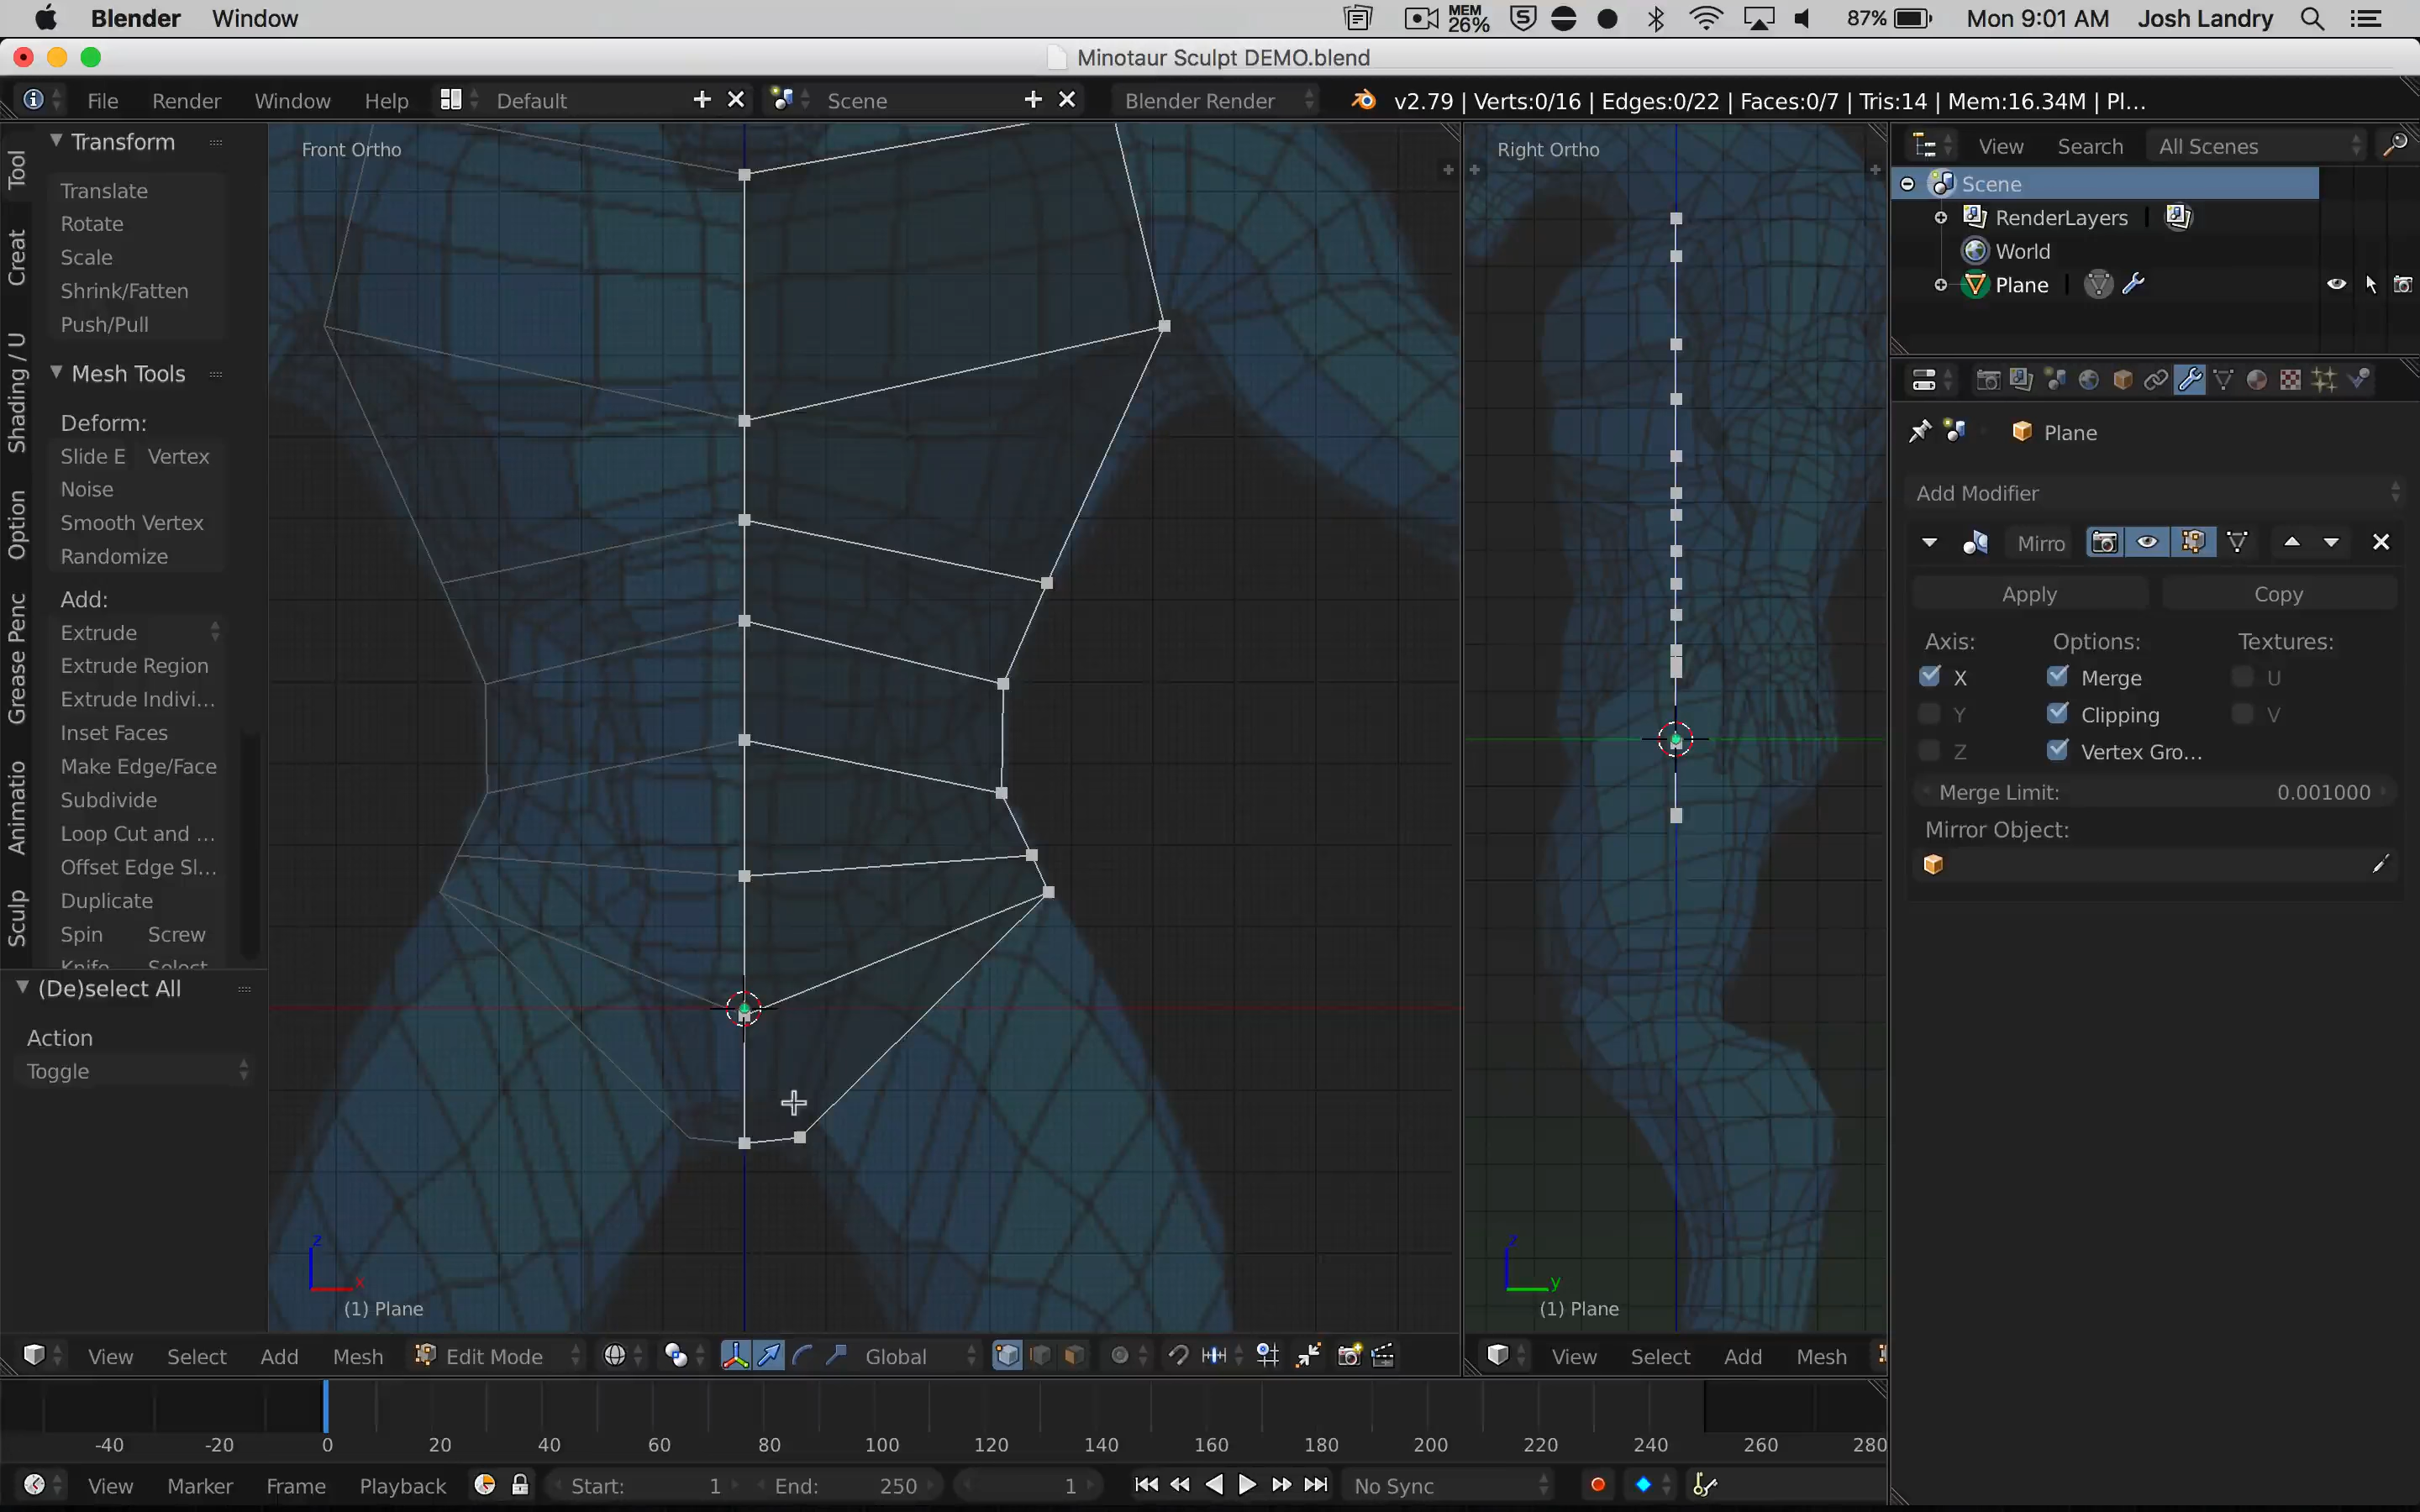 Blender Window MEM 26% 87% Mon 9:01 AM Josh Landry
Minotaur Sculpt DEMO.blend
File Render Window Help Default Scene Blender Render v2.79 | Verts:0/16 | Edges:0/22 | Faces:0/7 | Tris:14 | Mem:16.34M | Pl...
Tool
Creat
Shading / U
Option
Grease Penc
Animatio
Sculp
Transform
Translate
Rotate
Scale
Shrink/Fatten
Push/Pull
Mesh Tools
Deform:
Slide E Vertex
Noise
Smooth Vertex
Randomize
Add:
Extrude
Extrude Region
Extrude Indivi...
Inset Faces
Make Edge/Face
Subdivide
Loop Cut and ...
Offset Edge Sl...
Duplicate
Spin Screw
Knife Select
(De)select All
Action
Toggle
Front Ortho
z
x
(1) Plane
Right Ortho
z
y
(1) Plane
View Search All Scenes
Scene
RenderLayers
World
Plane
Plane
Add Modifier
Mirro
Apply Copy
Axis: Options: Textures:
X Merge U
Y Clipping V
Z Vertex Gro...
Merge Limit: 0.001000
Mirror Object:
View Select Add Mesh Edit Mode Global
View Select Add Mesh
-40 -20 0 20 40 60 80 100 120 140 160 180 200 220 240 260 280
View Marker Frame Playback Start: 1 End: 250 1 No Sync